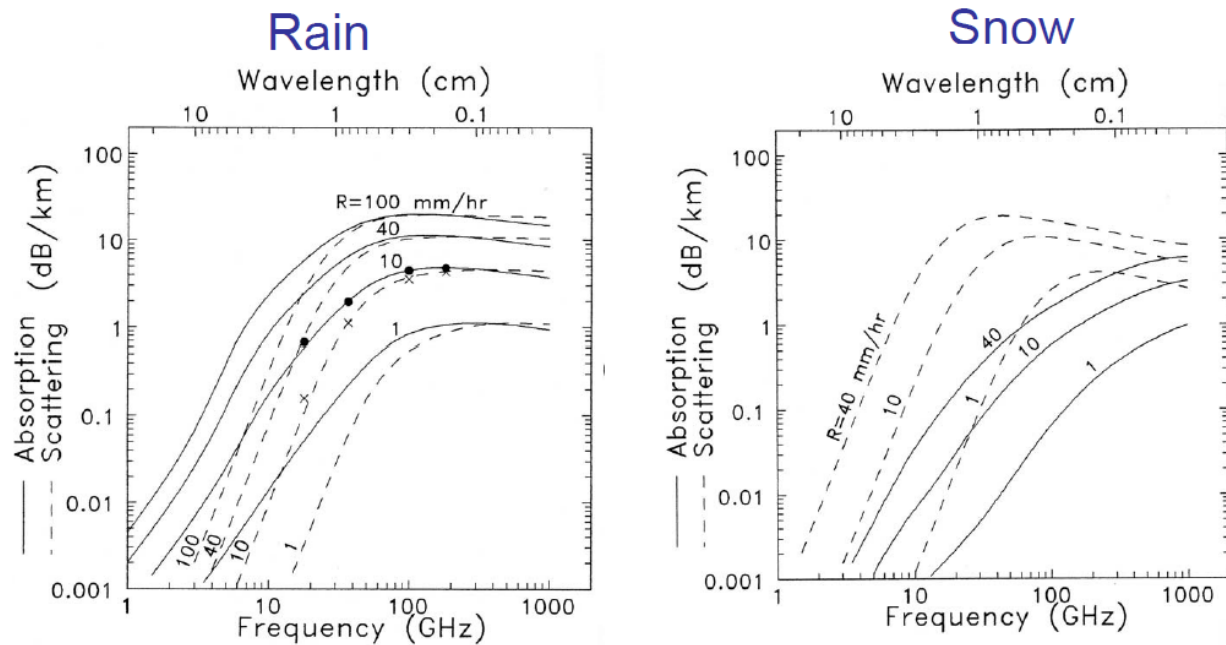 Rain
Wavelength (cm)
10 1 0.1
Absorption
Scattering (dB/km)
100
10
1
0.1
0.01
0.001
R=100 mm/hr
40
10
1
100
40
10
1
1 10 100 1000
Frequency (GHz)
Snow
Wavelength (cm)
10 1 0.1
Absorption
Scattering (dB/km)
100
10
1
0.1
0.01
0.001
R=40 mm/hr
10
1
40
10
1
1 10 100 1000
Frequency (GHz)